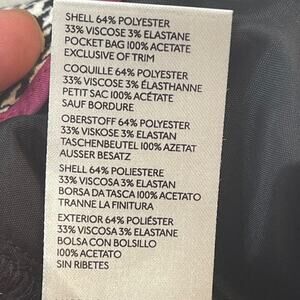 SHELL 64% POLYESTER
33% VISCOSE 3% ELASTANE
POCKET BAG 100% ACETATE
EXCLUSIVE OF TRIM
COQUILLE 64% POLYESTER
33% VISCOSE 3% ÉLASTHANNE
PETIT SAC 100% ACÉTATE
SAUF BORDURE
OBERSTOFF 64% POLYESTER
33% VISKOSE 3% ELASTAN
TASCHENBEUTEL 100% AZETAT
AUSSER BESATZ
SHELL 64% POLIESTERE
33% VISCOSA 3% ELASTAN
BORSA DA TASCA 100% ACETATO
TRANNE LA FINITURA
EXTERIOR 64% POLIÉSTER
33% VISCOSA 3% ELASTANE
BOLSA CON BOLSILLO
100% ACETATO
SIN RIBETES